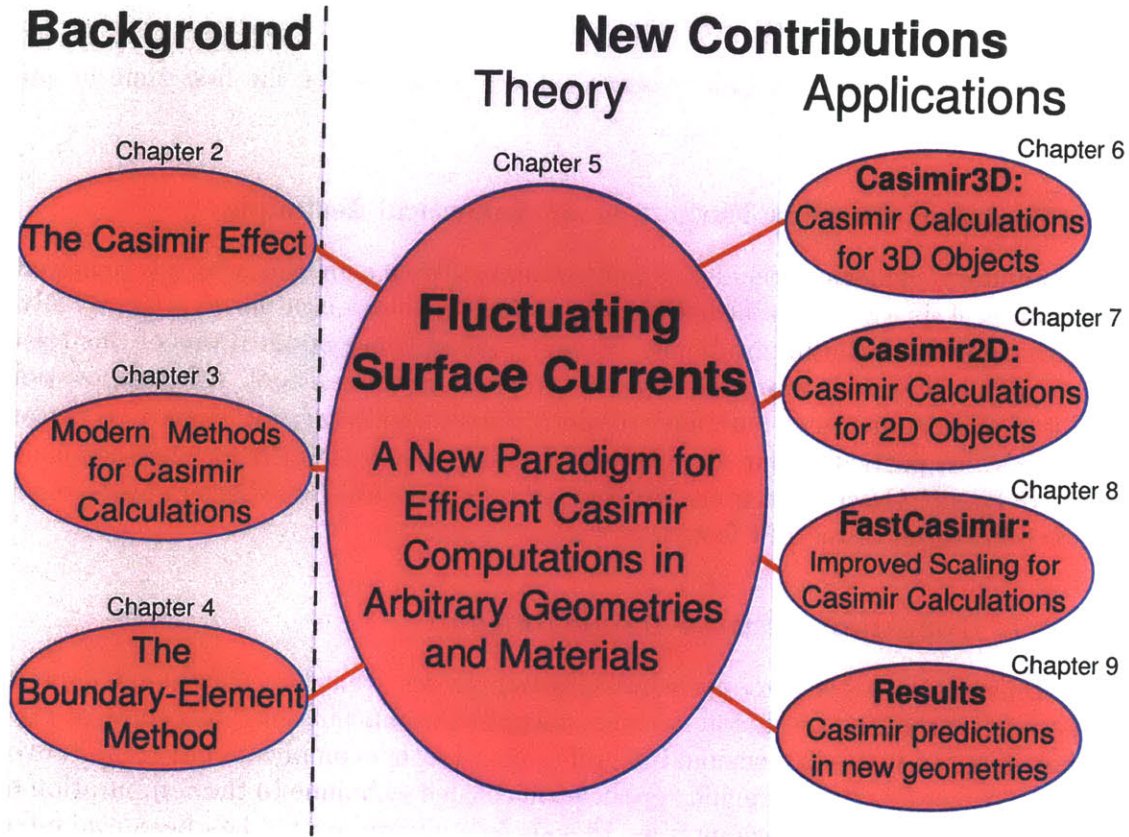 Background
New Contributions
Theory
Applications
Chapter 2
The Casimir Effect
Chapter 3
Modern Methods
for Casimir
Calculations
Chapter 4
The
Boundary-Element
Method
Chapter 5
Fluctuating
Surface Currents
A New Paradigm for
Efficient Casimir
Computations in
Arbitrary Geometries
and Materials
Chapter 6
Casimir3D:
Casimir Calculations
for 3D Objects
Chapter 7
Casimir2D:
Casimir Calculations
for 2D Objects
Chapter 8
FastCasimir:
Improved Scaling for
Casimir Calculations
Chapter 9
Results
Casimir predictions
in new geometries